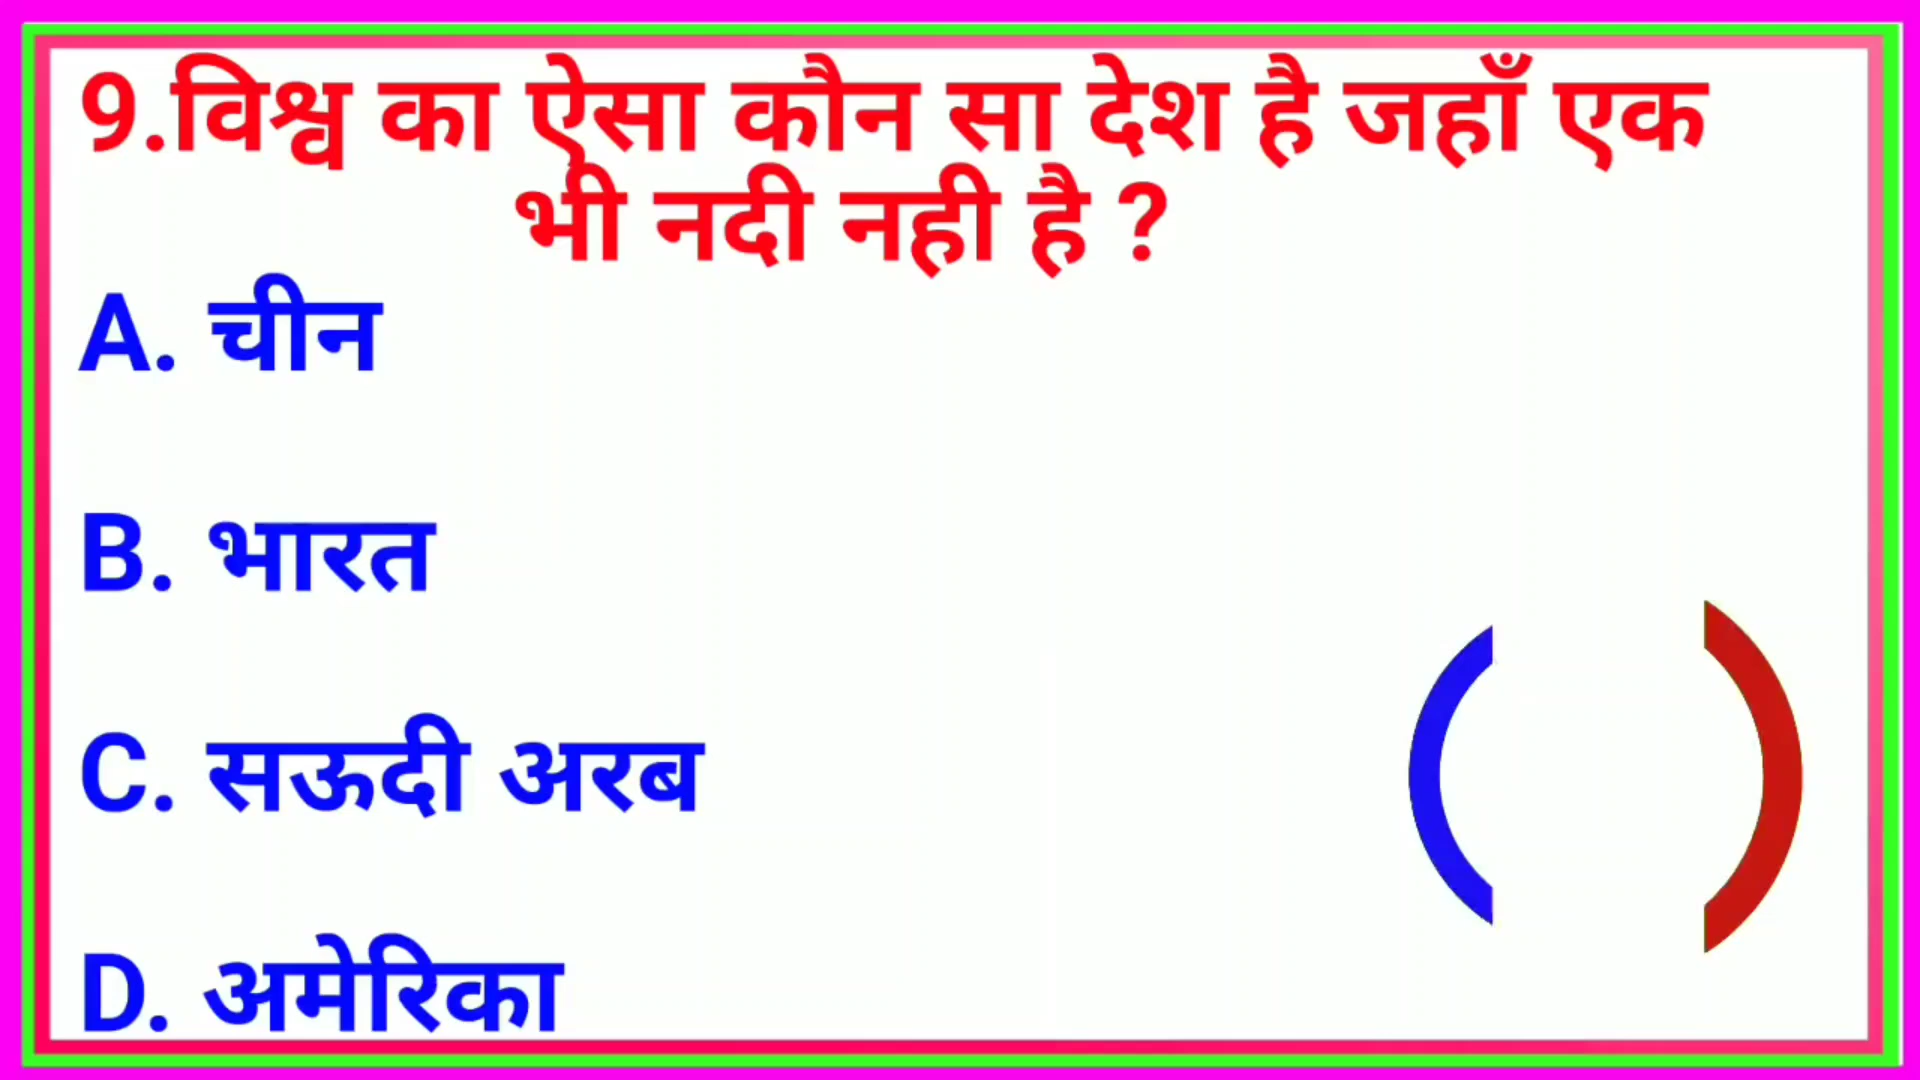 9.विश्व का ऐसा कौन सा देश है जहाँ एक
भी नदी नही है ?
A. चीन
B. भारत
C. सऊदी अरब
D. अमेरिका